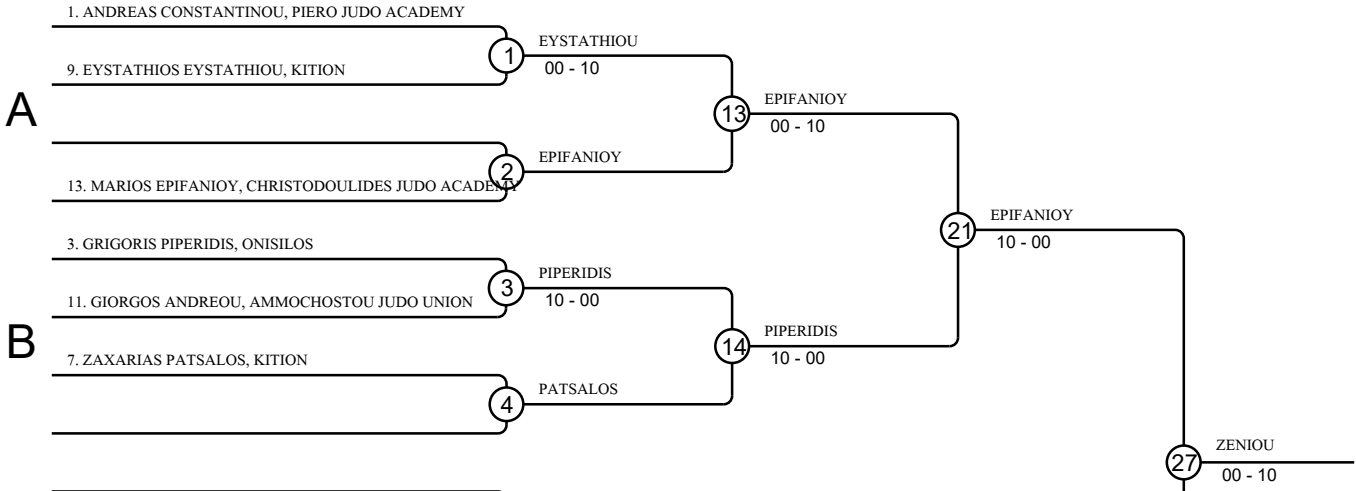 1. ANDREAS CONSTANTINOU, PIERO JUDO ACADEMY
1
EYSTATHIOU
00 - 10
9. EYSTATHIOS EYSTATHIOU, KITION
A
13
EPIFANIOY
00 - 10
2
EPIFANIOY
13. MARIOS EPIFANIOY, CHRISTODOULIDES JUDO ACADEMY
21
EPIFANIOY
10 - 00
3. GRIGORIS PIPERIDIS, ONISILOS
3
PIPERIDIS
10 - 00
11. GIORGOS ANDREOU, AMMOCHOSTOU JUDO UNION
B
14
PIPERIDIS
10 - 00
7. ZAXARIAS PATSALOS, KITION
4
PATSALOS
27
ZENIOU
00 - 10